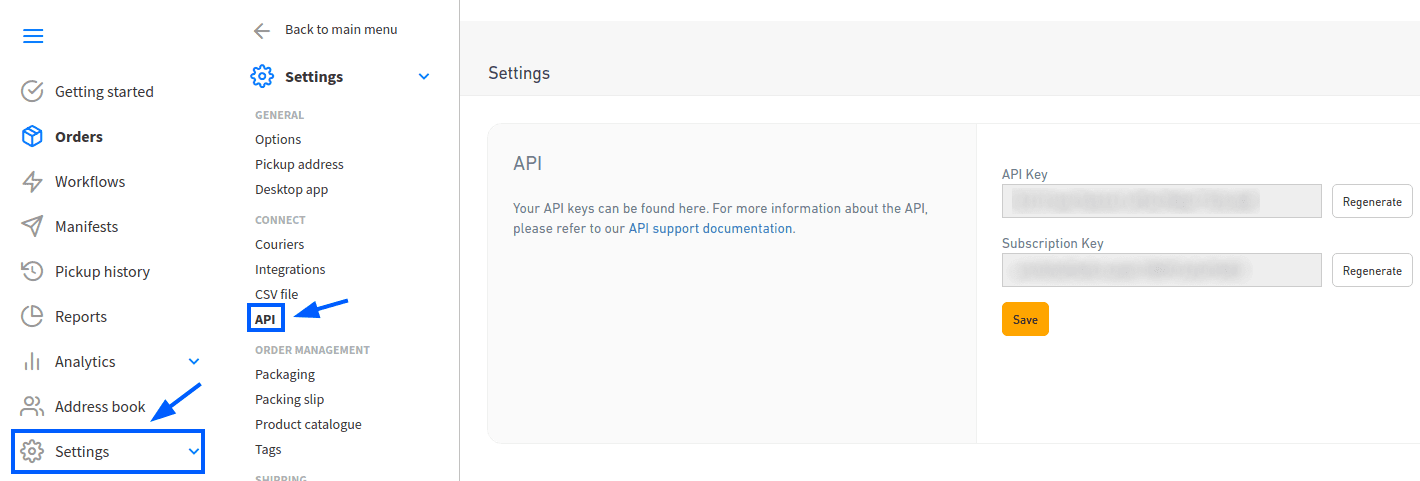 Getting started
Orders
Workflows
Manifests
Pickup history
Reports
Analytics
Address book
Settings
Back to main menu
Settings
GENERAL
Options
Pickup address
Desktop app
CONNECT
Couriers
Integrations
CSV file
API
ORDER MANAGEMENT
Packaging
Packing slip
Product catalogue
Tags
SHIPPING
Settings
API
Your API keys can be found here. For more information about the API,
please refer to our API support documentation.
API Key
Regenerate
Subscription Key
Regenerate
Save